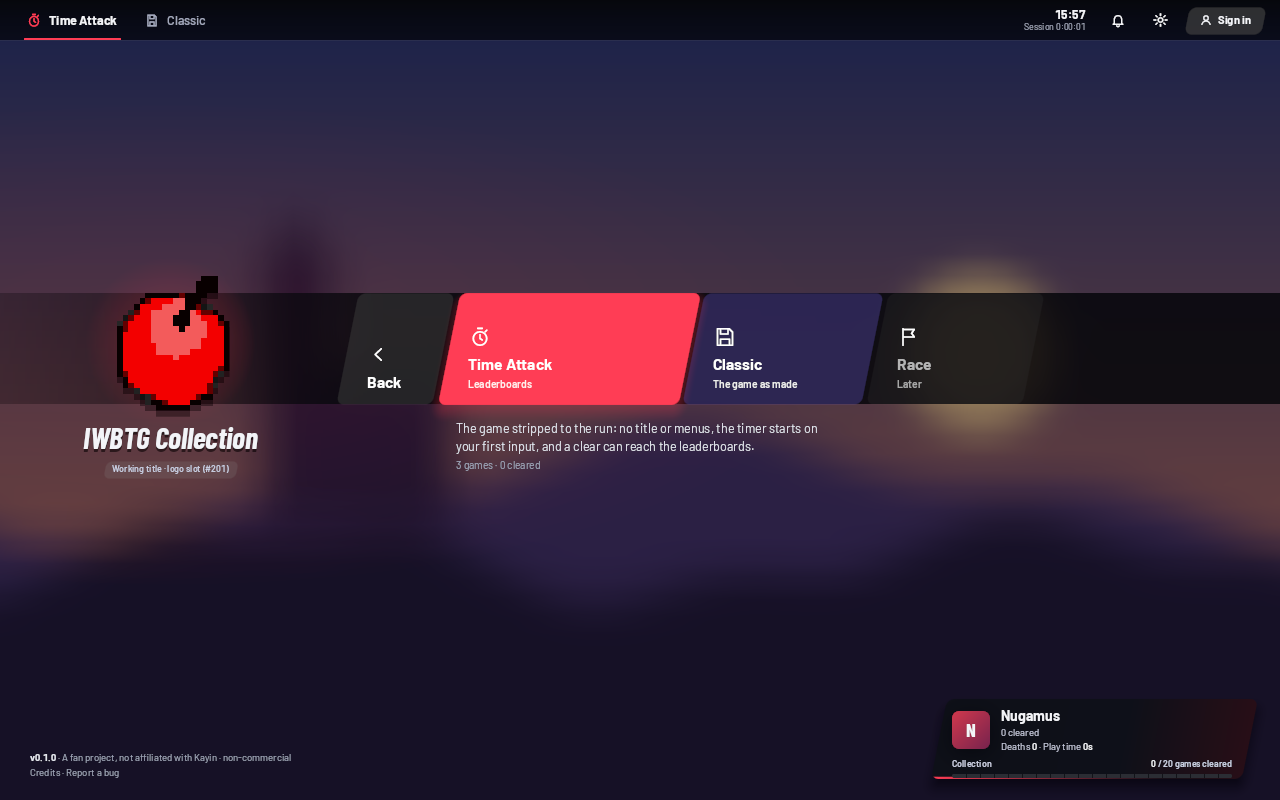 Time Attack
Classic
15:57
Session 0:00:01
Sign in
Back
Time Attack
Leaderboards
Classic
The game as made
Race
Later
IWBTG Collection
Working title · logo slot (#201)
The game stripped to the run: no title or menus, the timer starts on
your first input, and a clear can reach the leaderboards.
3 games · 0 cleared
v0.1.0 · A fan project, not affiliated with Kayin · non-commercial
Credits · Report a bug
N
Nugamus
0 cleared
Deaths 0 · Play time 0s
Collection
0 / 20 games cleared